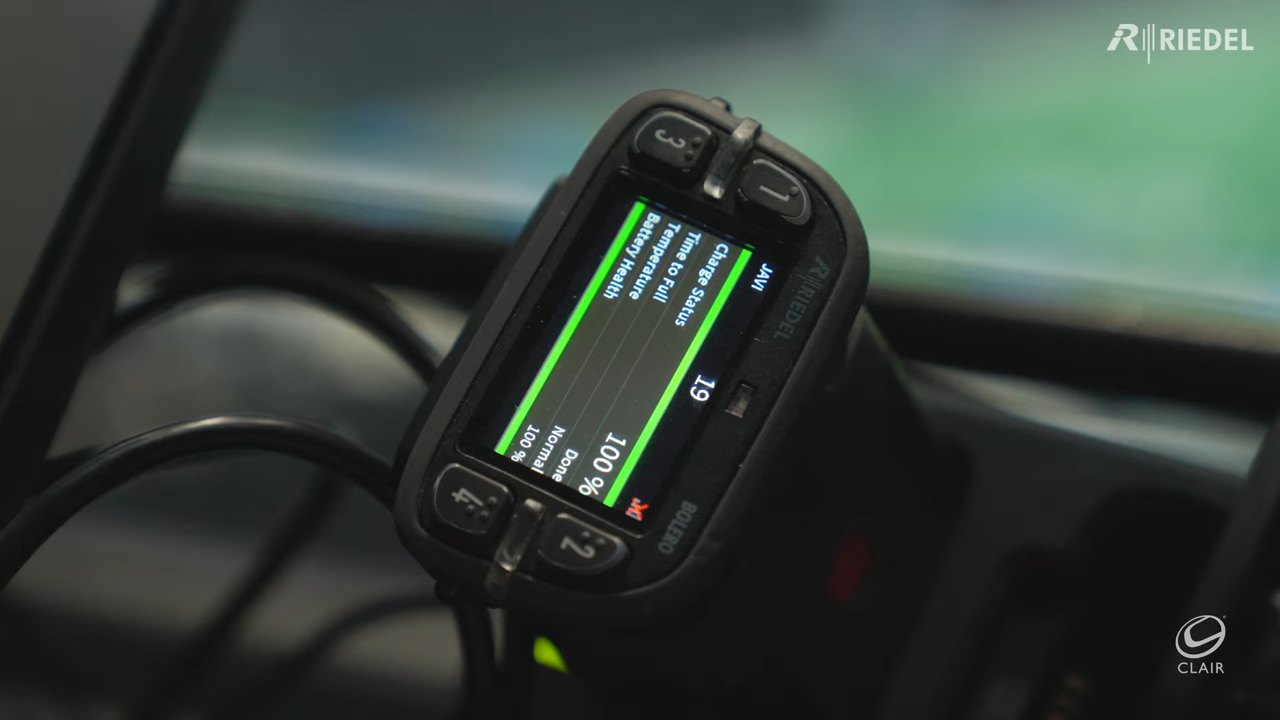 RIEDEL
3
1
RIEDEL
JAVI 19
Charge Status 100 %
Time to Full Done
Temperature Normal
Battery Health 100 %
4
2
BOLERO
CLAIR